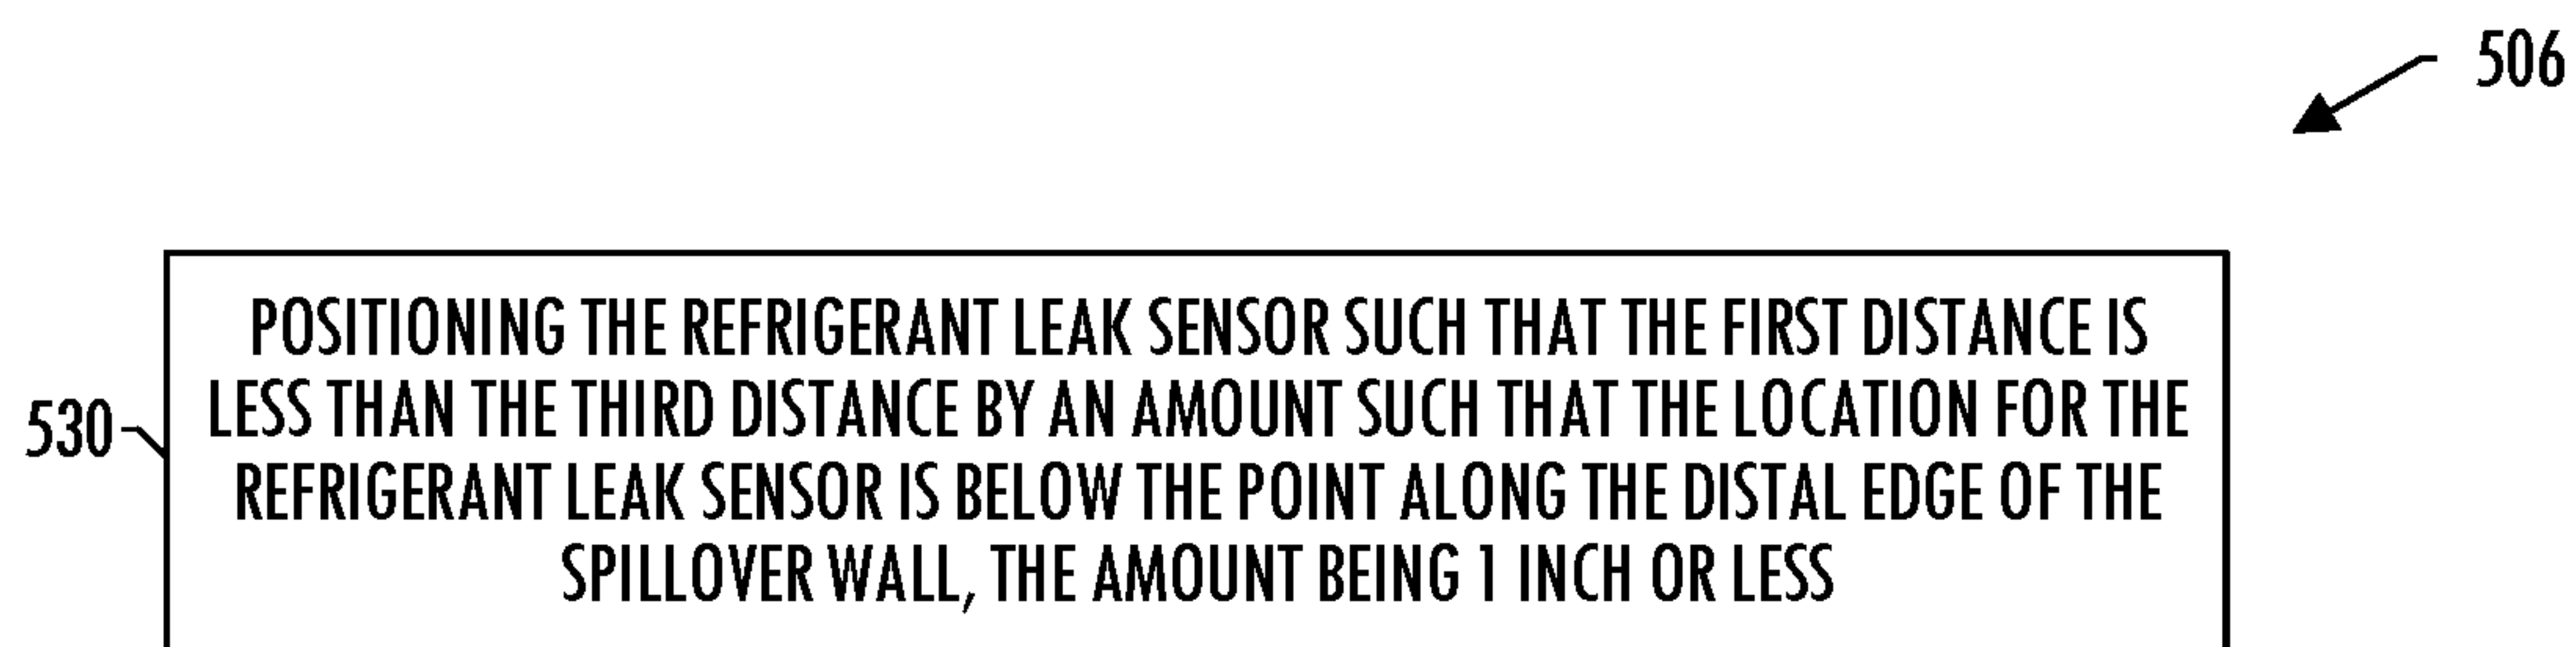 506
POSITIONING THE REFRIGERANT LEAK SENSOR SUCH THAT THE FIRST DISTANCE IS
LESS THAN THE THIRD DISTANCE BY AN AMOUNT SUCH THAT THE LOCATION FOR THE
530
REFRIGERANT LEAK SENSOR IS BELOW THE POINT ALONG THE DISTAL EDGE OF THE
SPILLOVER WALL, THE AMOUNT BEING 1 INCH OR LESS